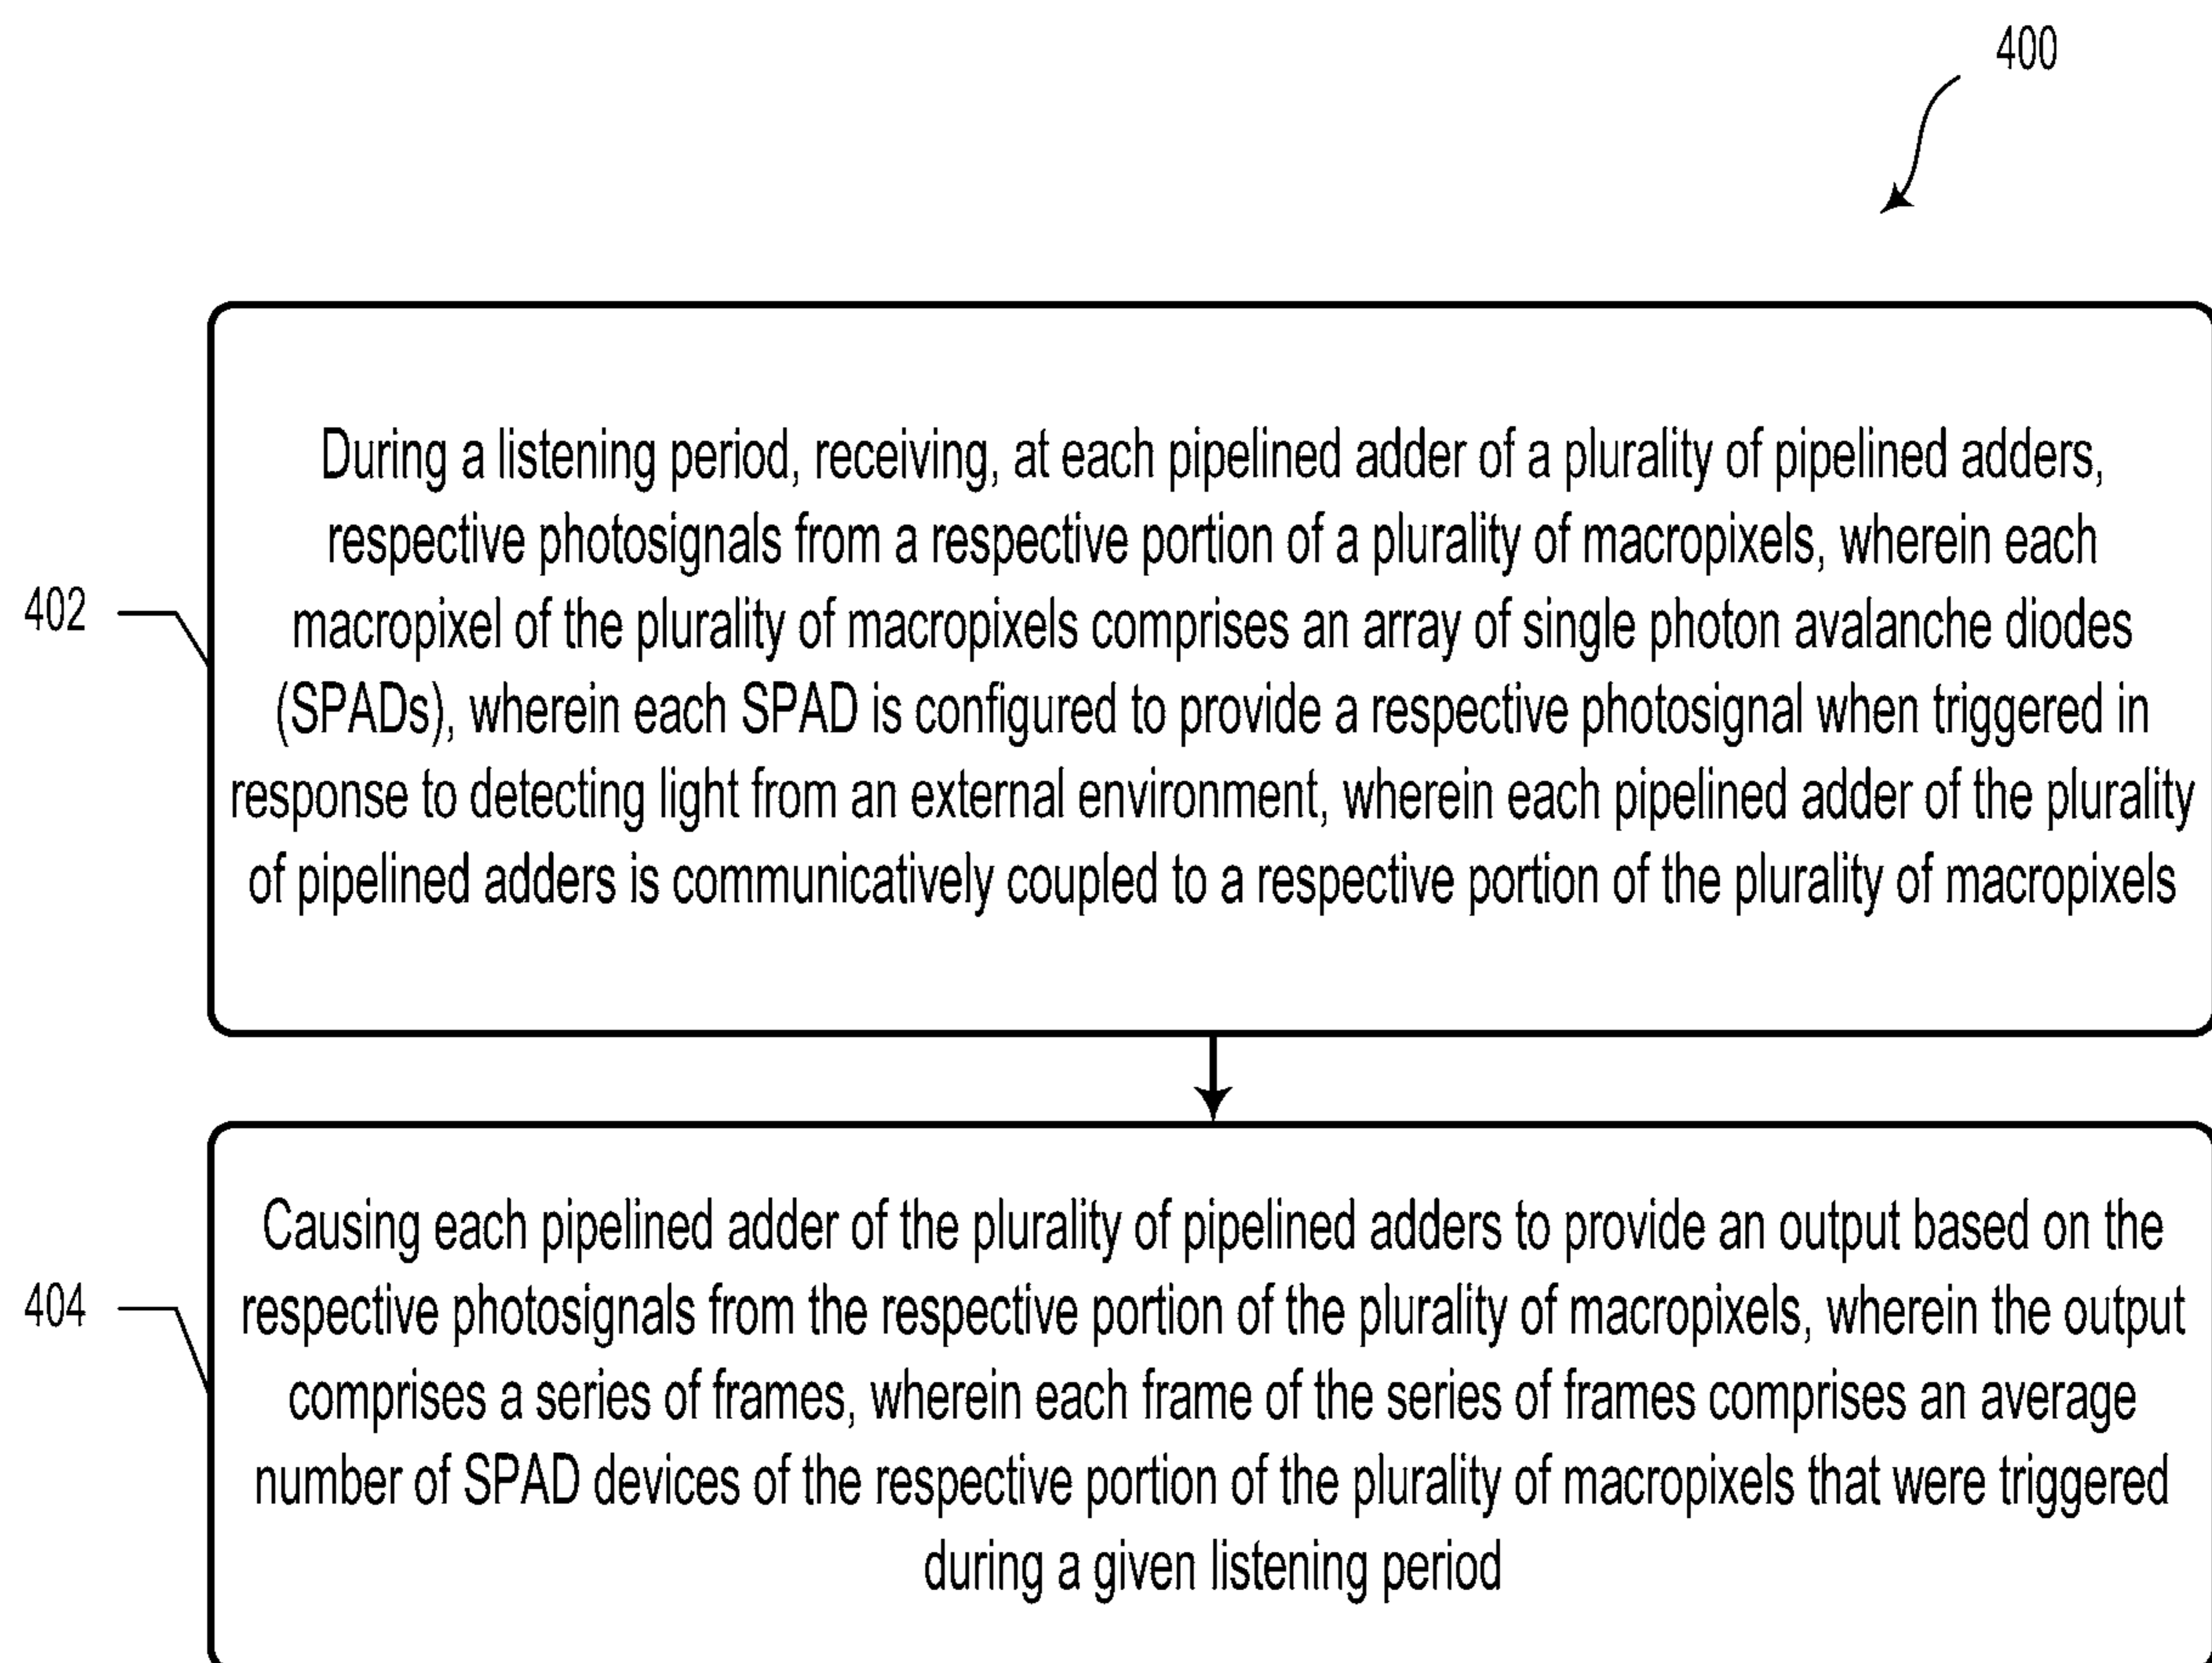 400
During a listening period, receiving, at each pipelined adder of a plurality of pipelined adders,
respective photosignals from a respective portion of a plurality of macropixels, wherein each
macropixel of the plurality of macropixels comprises an array of single photon avalanche diodes
(SPADs), wherein each SPAD is configured to provide a respective photosignal when triggered in
response to detecting light from an external environment, wherein each pipelined adder of the plurality
of pipelined adders is communicatively coupled to a respective portion of the plurality of macropixels
402
Causing each pipelined adder of the plurality of pipelined adders to provide an output based on the
respective photosignals from the respective portion of the plurality of macropixels, wherein the output
comprises a series of frames, wherein each frame of the series of frames comprises an average
number of SPAD devices of the respective portion of the plurality of macropixels that were triggered
during a given listening period
404